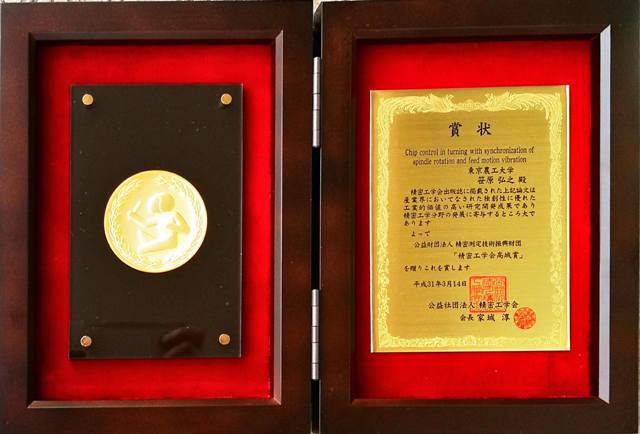 賞状
Chip control in turning with synchronization of
spindle rotation and feed motion vibration
東京農工大学
笹原 弘之 殿
精密工学会出版誌に掲載された上記論文は
産業界においてなされた独創性に優れた
工業的価値の高い研究開発成果であり
精密工学分野の発展に寄与するところ大で
あります
よって
公益財団法人 精密測定技術振興財団
「精密工学会高城賞」
を贈りこれを賞します
平成31年3月14日
公益社団法人 精密工学会
会長 家城 淳